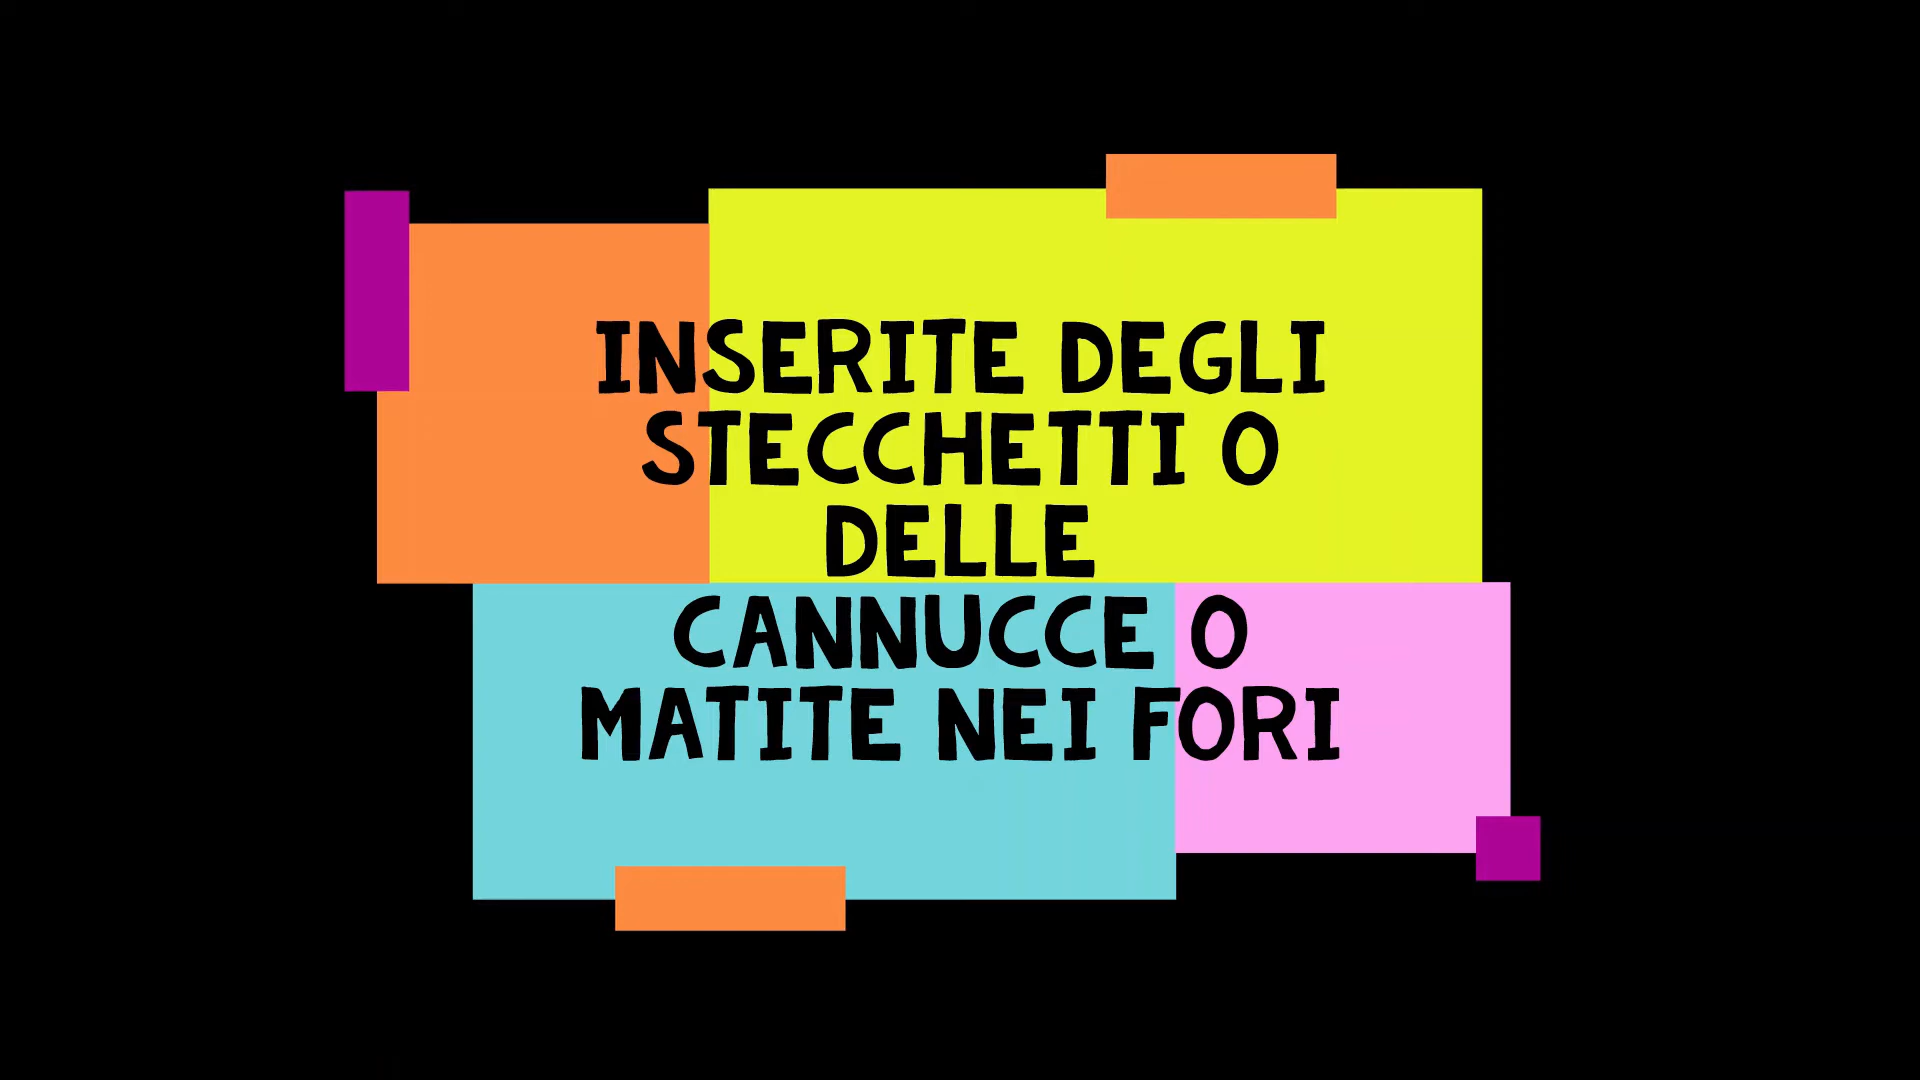 INSERITE DEGLI
STECCHETTI O
DELLE
CANNUCCE O
MATITE NEI FORI